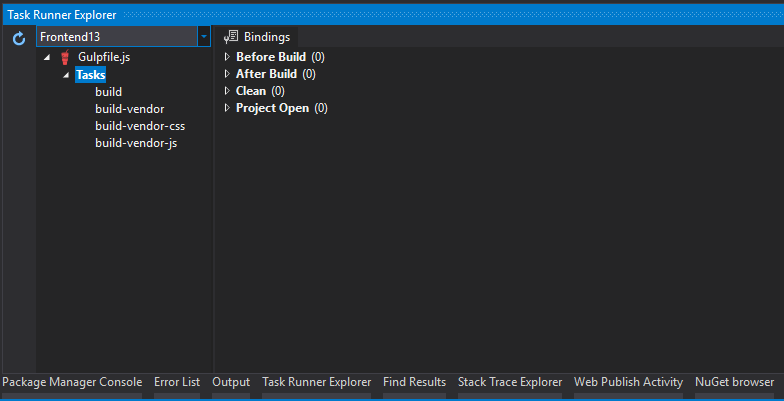 Task Runner Explorer
Frontend13
Bindings
Gulpfile.js
Before Build (0)
Tasks
After Build (0)
build
Clean (0)
build-vendor
Project Open (0)
build-vendor-css
build-vendor-js
Package Manager Console Error List Output Task Runner Explorer Find Results Stack Trace Explorer Web Publish Activity NuGet browser